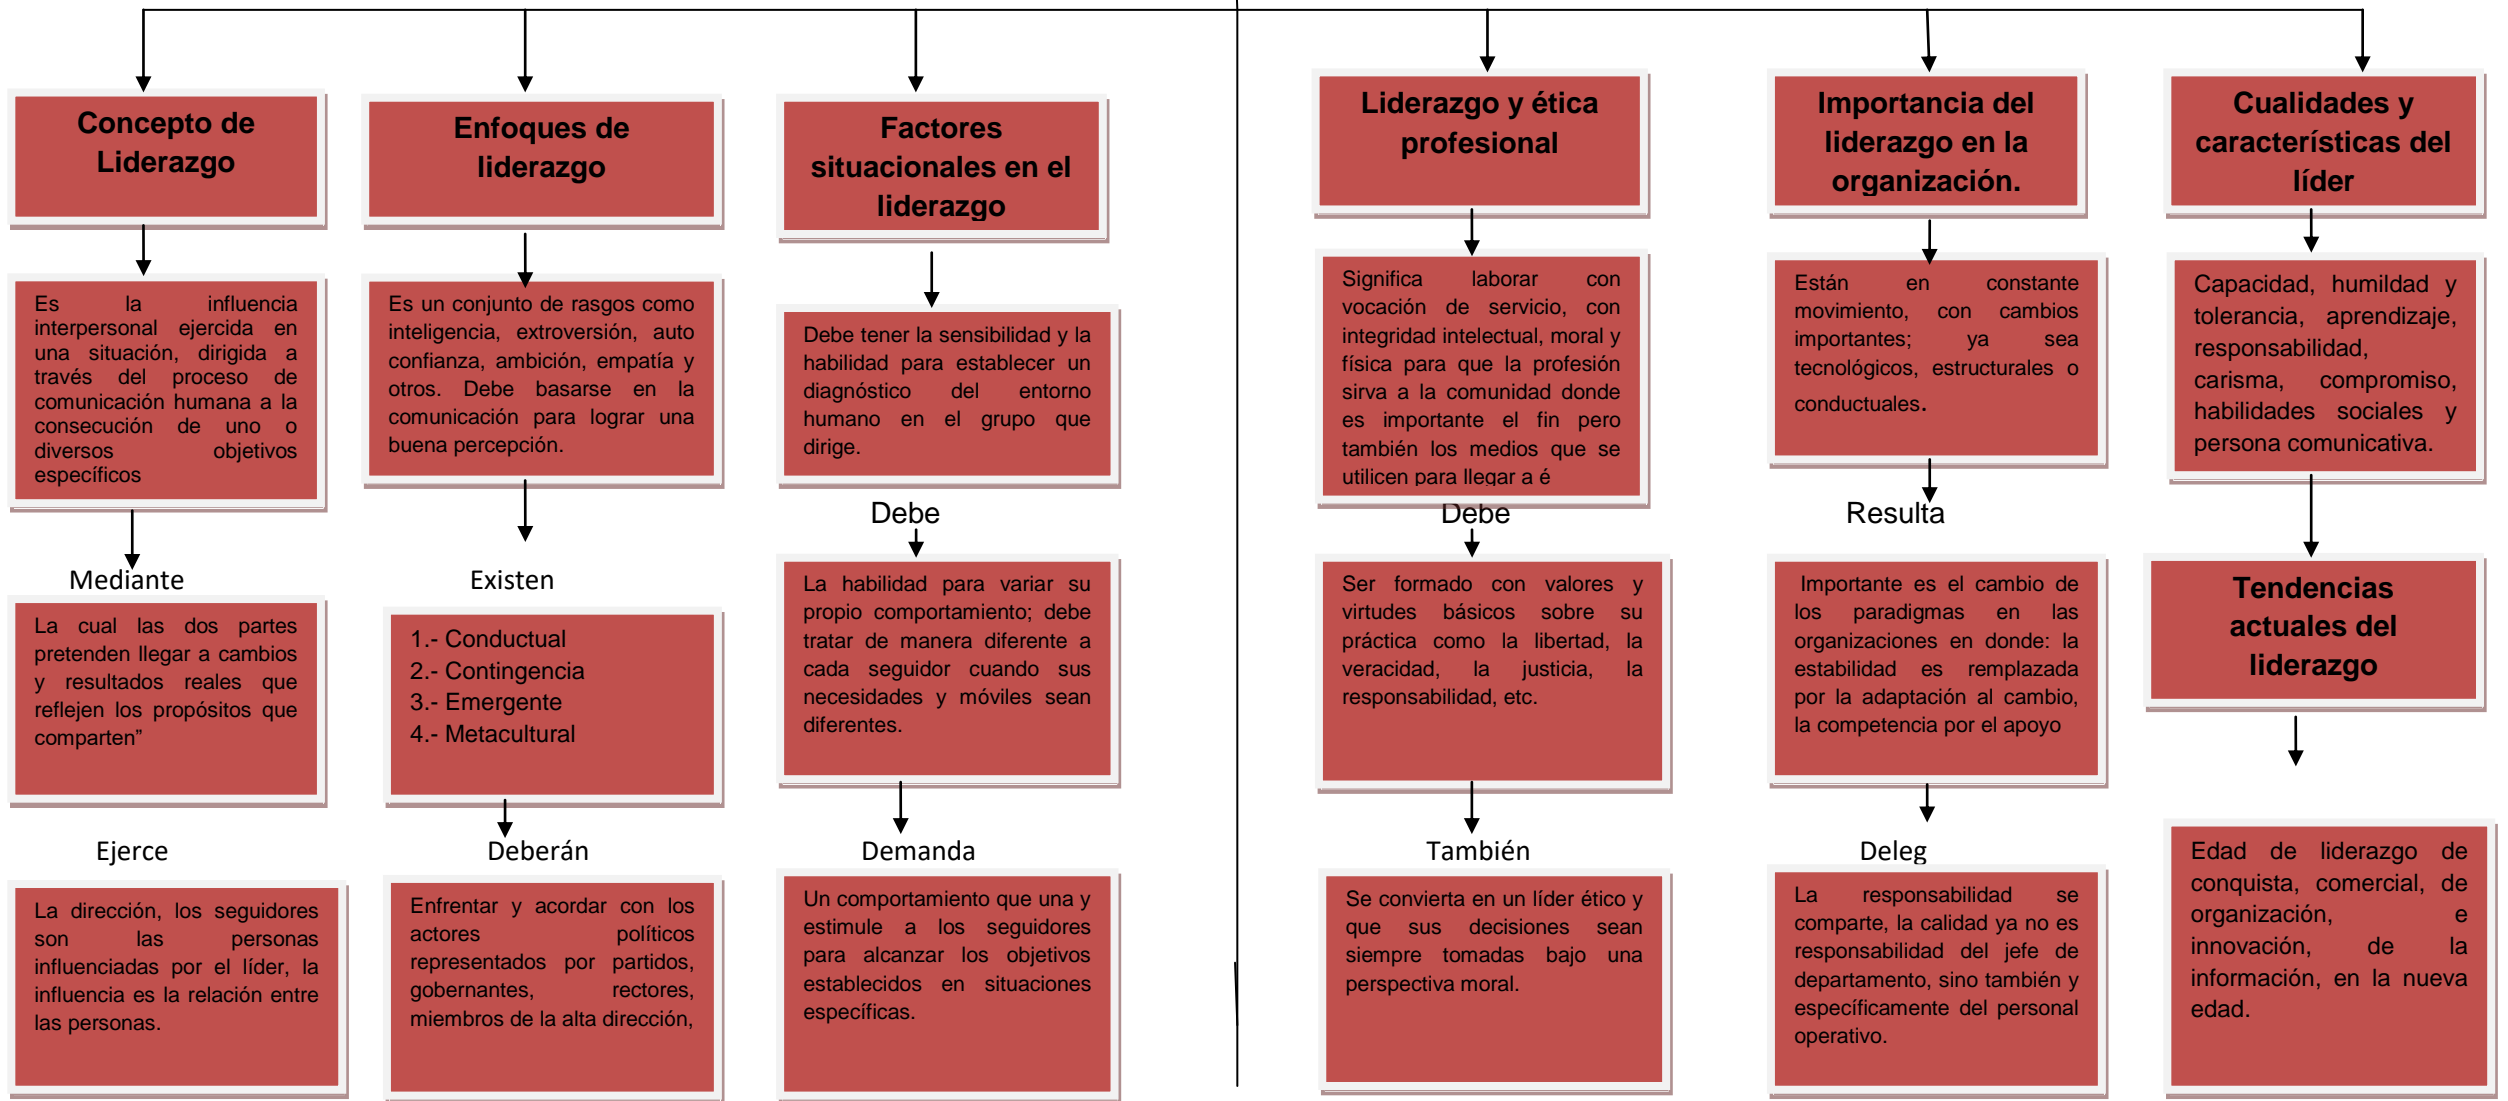 Concepto de
Liderazgo
Es la influencia
interpersonal ejercida en
una situación, dirigida a
través del proceso de
comunicación humana a la
consecución de uno o
diversos objetivos
específicos
Mediante
La cual las dos partes
pretenden llegar a cambios
y resultados reales que
reflejen los propósitos que
comparten”
Ejerce
La dirección, los seguidores
son las personas
influenciadas por el líder, la
influencia es la relación entre
las personas.
Enfoques de
liderazgo
Es un conjunto de rasgos como
inteligencia, extroversión, auto
confianza, ambición, empatía y
otros. Debe basarse en la
comunicación para lograr una
buena percepción.
Existen
1.- Conductual
2.- Contingencia
3.- Emergente
4.- Metacultural
Deberán
Enfrentar y acordar con los
actores políticos
representados por partidos,
gobernantes, rectores,
miembros de la alta dirección,
Factores
situacionales en el
liderazgo
Debe tener la sensibilidad y la
habilidad para establecer un
diagnóstico del entorno
humano en el grupo que
dirige.
Debe
La habilidad para variar su
propio comportamiento; debe
tratar de manera diferente a
cada seguidor cuando sus
necesidades y móviles sean
diferentes.
Demanda
Un comportamiento que una y
estimule a los seguidores
para alcanzar los objetivos
establecidos en situaciones
específicas.
Liderazgo y ética
profesional
Significa laborar con
vocación de servicio, con
integridad intelectual, moral y
física para que la profesión
sirva a la comunidad donde
es importante el fin pero
también los medios que se
utilicen para llegar a é
Debe
Ser formado con valores y
virtudes básicos sobre su
práctica como la libertad, la
veracidad, la justicia, la
responsabilidad, etc.
También
Se convierta en un líder ético y
que sus decisiones sean
siempre tomadas bajo una
perspectiva moral.
Importancia del
liderazgo en la
organización.
Están en constante
movimiento, con cambios
importantes; ya sea
tecnológicos, estructurales o
conductuales.
Resulta
Importante es el cambio de
los paradigmas en las
organizaciones en donde: la
estabilidad es remplazada
por la adaptación al cambio,
la competencia por el apoyo
Deleg
La responsabilidad se
comparte, la calidad ya no es
responsabilidad del jefe de
departamento, sino también y
específicamente del personal
operativo.
Cualidades y
características del
líder
Capacidad, humildad y
tolerancia, aprendizaje,
responsabilidad,
carisma, compromiso,
habilidades sociales y
persona comunicativa.
Tendencias
actuales del
liderazgo
Edad de liderazgo de
conquista, comercial, de
organización, e
innovación, de la
información, en la nueva
edad.